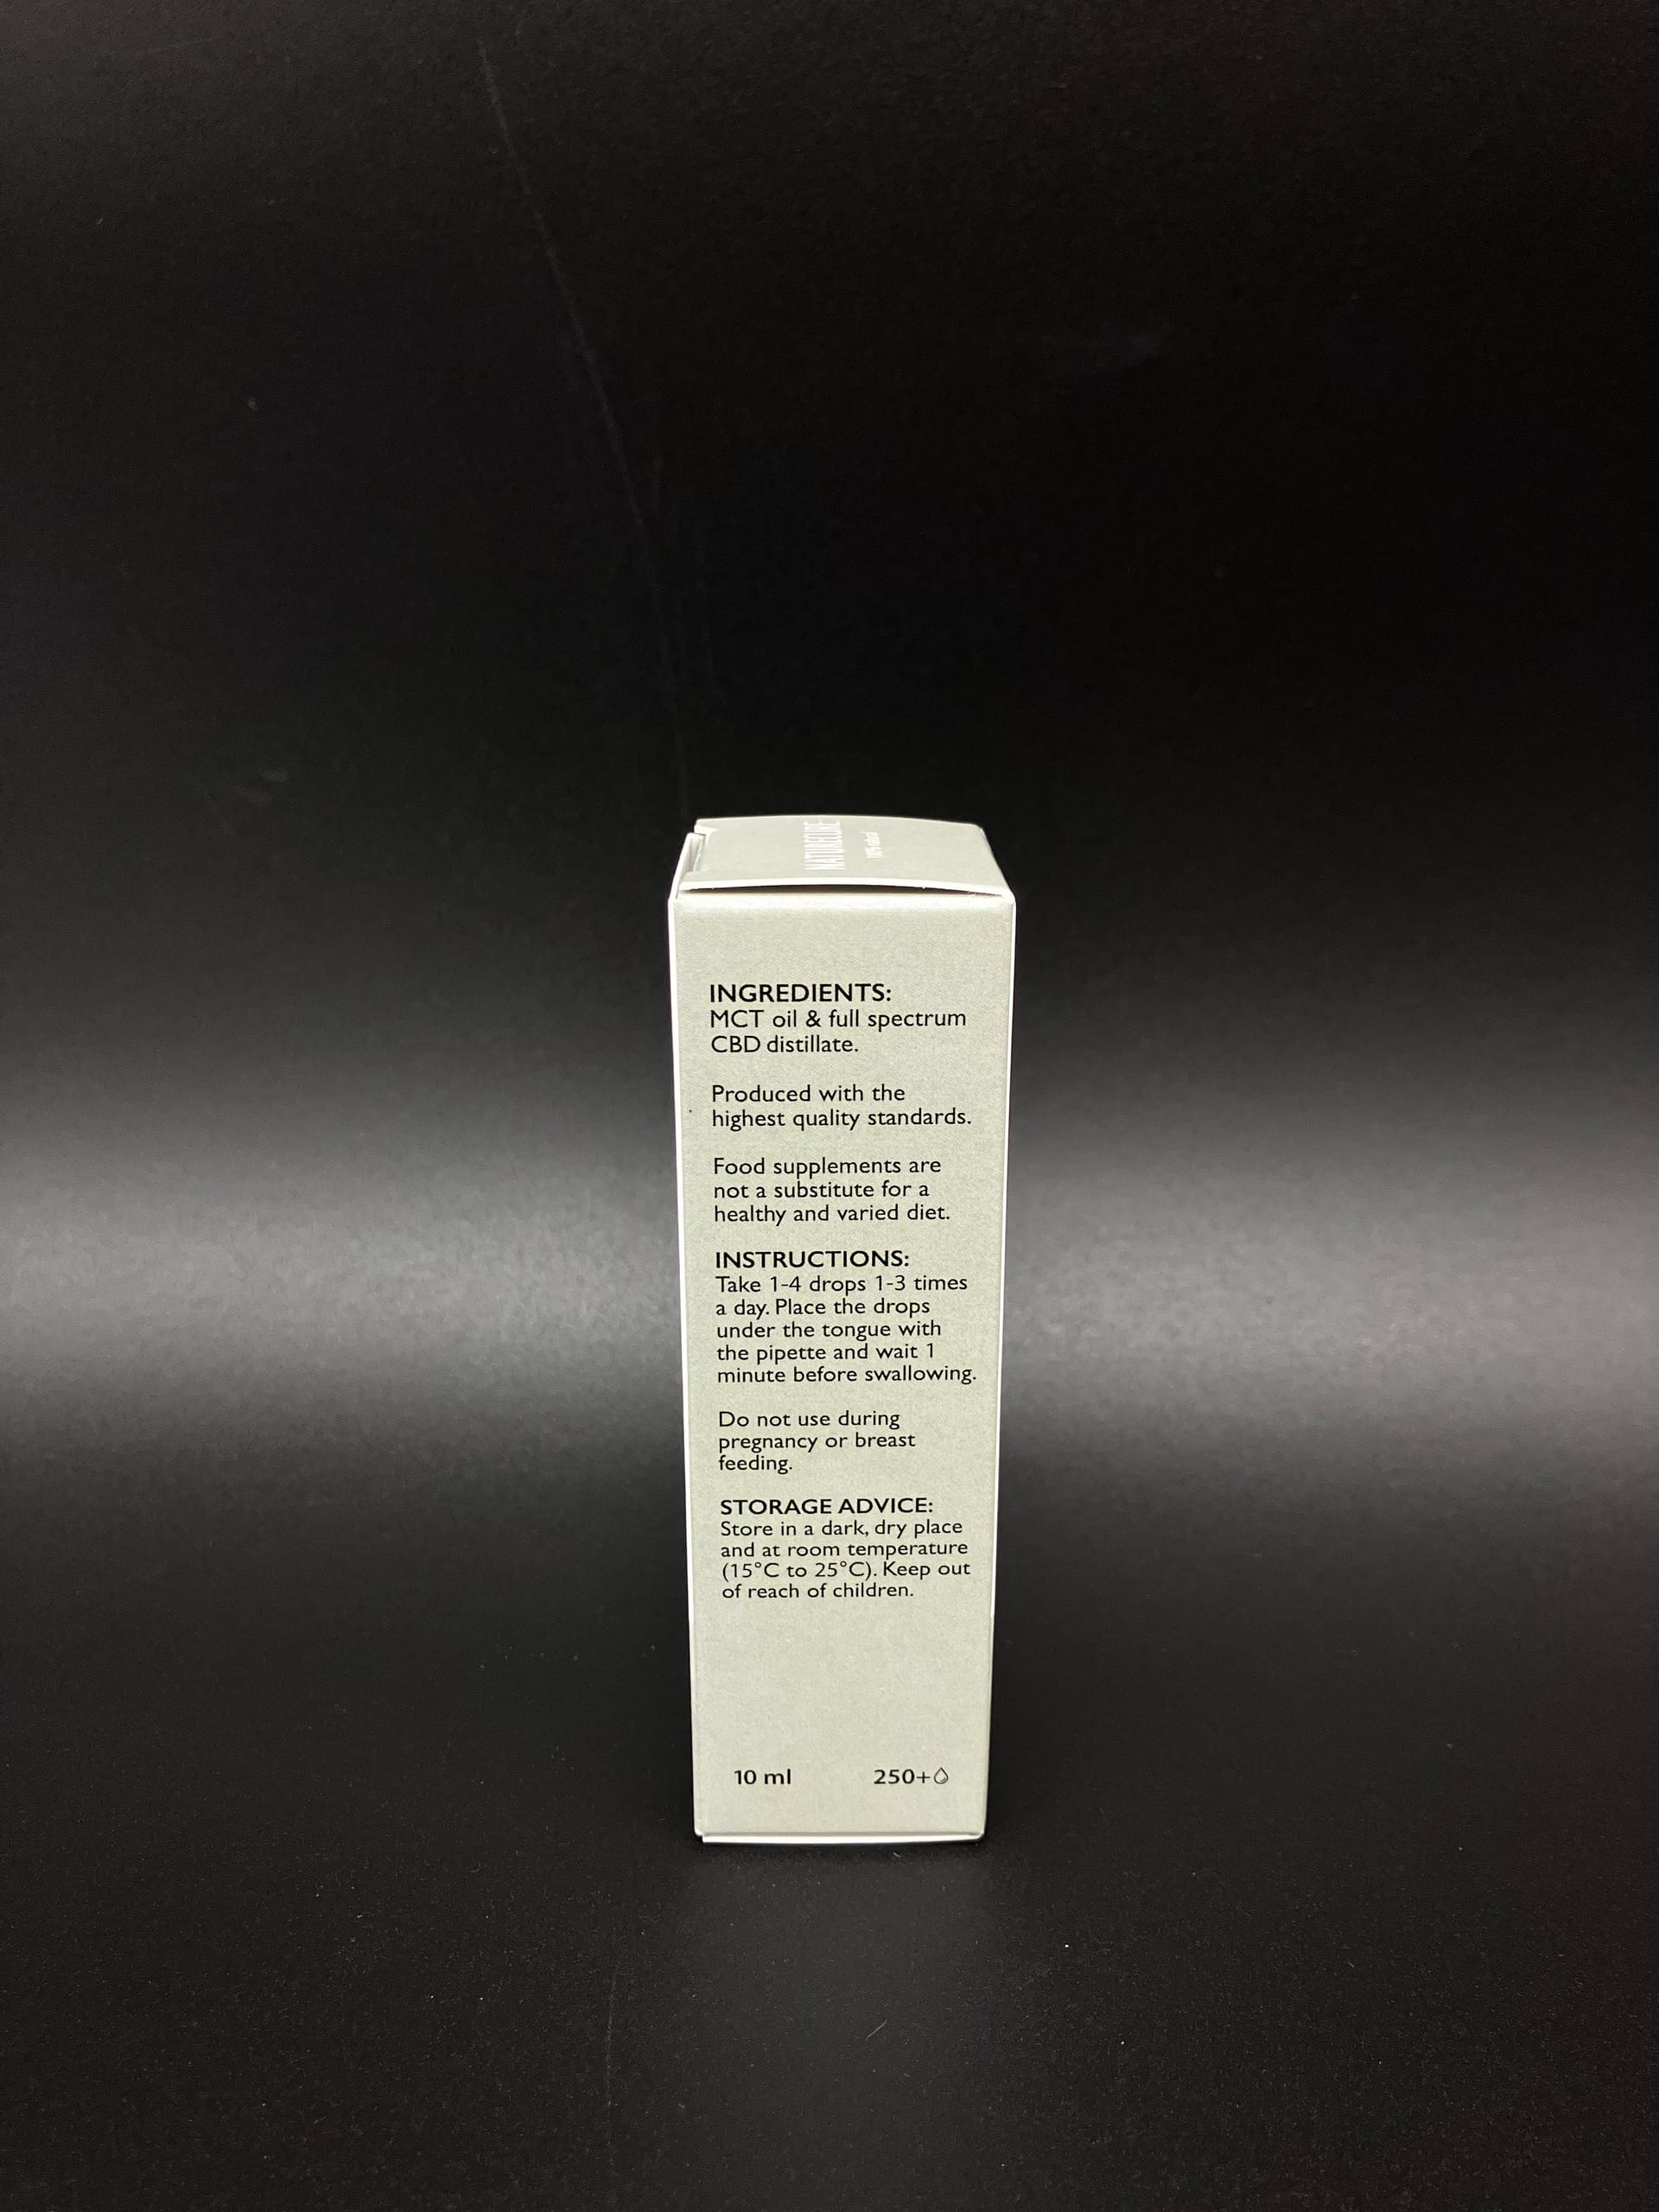 NATURECURE
100% natural
INGREDIENTS:
MCT oil & full spectrum
CBD distillate.
Produced with the
highest quality standards.
Food supplements are
not a substitute for a
healthy and varied diet.
INSTRUCTIONS:
Take 1-4 drops 1-3 times
a day. Place the drops
under the tongue with
the pipette and wait 1
minute before swallowing.
Do not use during
pregnancy or breast
feeding.
STORAGE ADVICE:
Store in a dark, dry place
and at room temperature
(15°C to 25°C). Keep out
of reach of children.
10 ml 250+